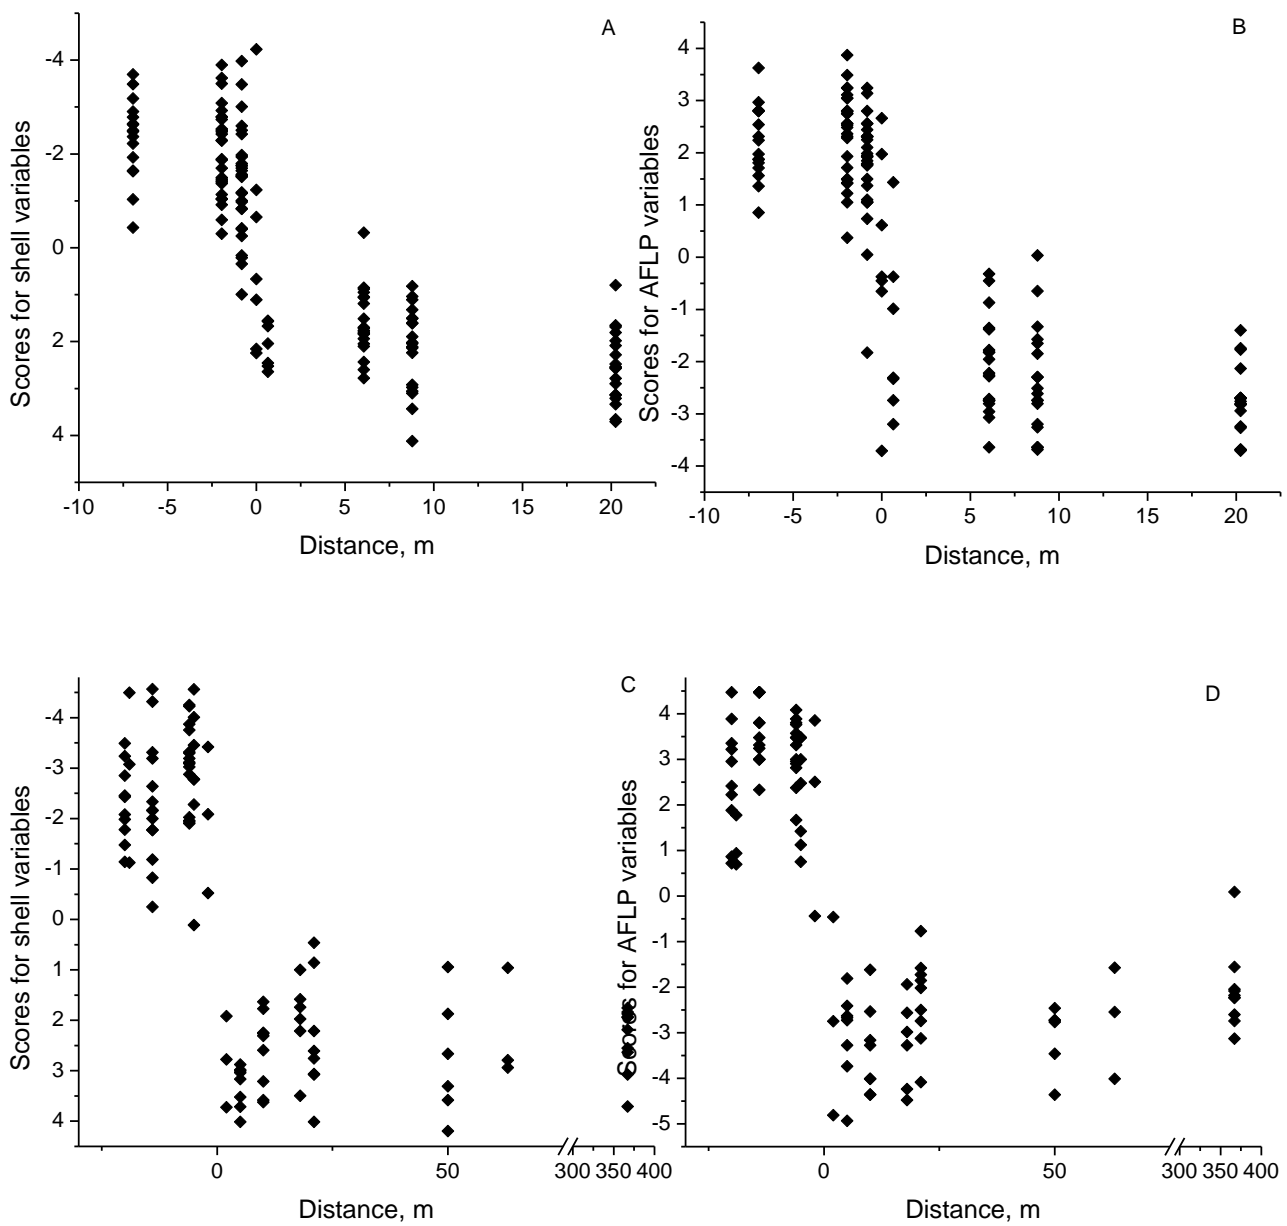 A
Scores for shell variables
-4
-2
0
2
4
-10 -5 0 5 10 15 20
Distance, m
B
Scores for AFLP variables
4
3
2
1
0
-1
-2
-3
-4
-10 -5 0 5 10 15 20
Distance, m
C
Scores for shell variables
-4
-3
-2
-1
0
1
2
3
4
0 50 300 350 400
Distance, m
D
Scores for AFLP variables
4
3
2
1
0
-1
-2
-3
-4
-5
0 50 300 350 400
Distance, m